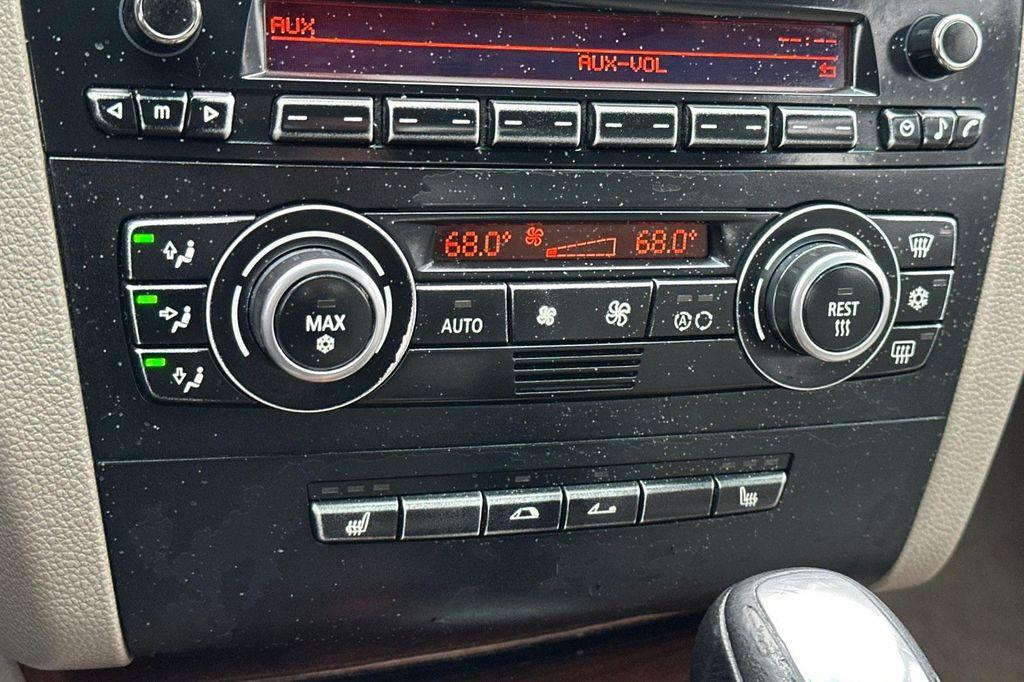 AUX --:--
AUX-VOL
m
68.0° 68.0°
MAX
AUTO
A
REST